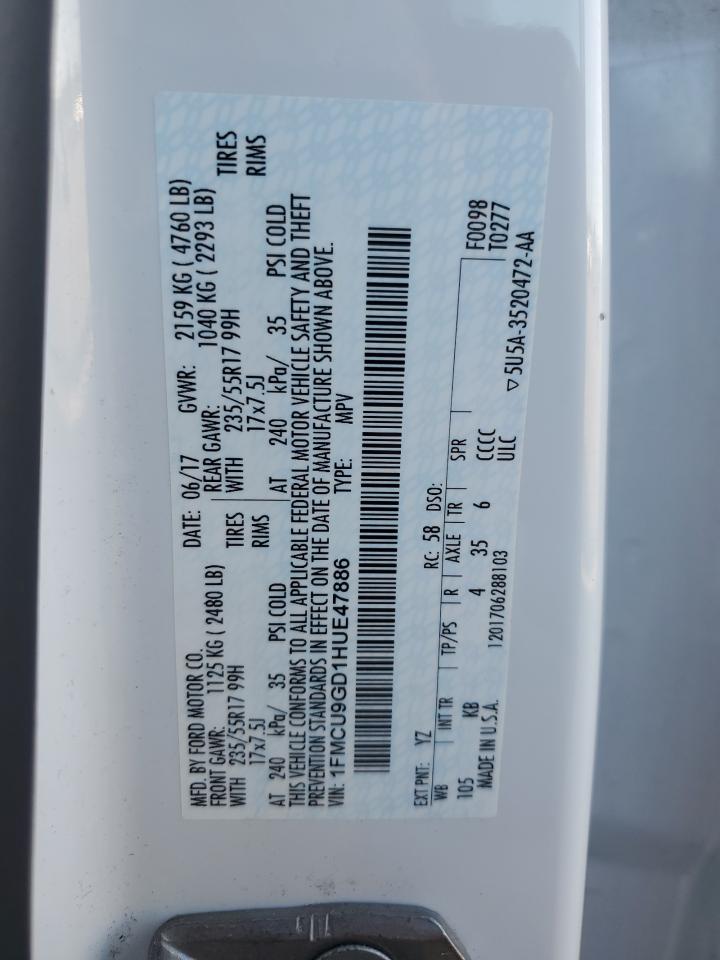 MFD. BY FORD MOTOR CO.
DATE: 06/17 GVWR: 2159 KG ( 4760 LB)
FRONT GAWR: 1125 KG ( 2480 LB) REAR GAWR: 1040 KG ( 2293 LB)
WITH 235/55R17 99H TIRES WITH 235/55R17 99H TIRES
17x7.5J RIMS 17x7.5J RIMS
AT 240 kPa/ 35 PSI COLD AT 240 kPa/ 35 PSI COLD
THIS VEHICLE CONFORMS TO ALL APPLICABLE FEDERAL MOTOR VEHICLE SAFETY AND THEFT
PREVENTION STANDARDS IN EFFECT ON THE DATE OF MANUFACTURE SHOWN ABOVE.
VIN: 1FMCU9GD1HUE47886 TYPE: MPV
F0098
T0277
EXT PNT: YZ RC: 58 DSO:
WB INT TR TP/PS R AXLE TR SPR
105 KB 4 35 6 CCCC
ULC
MADE IN U.S.A. 1201706288103
▽5U5A-3520472-AA